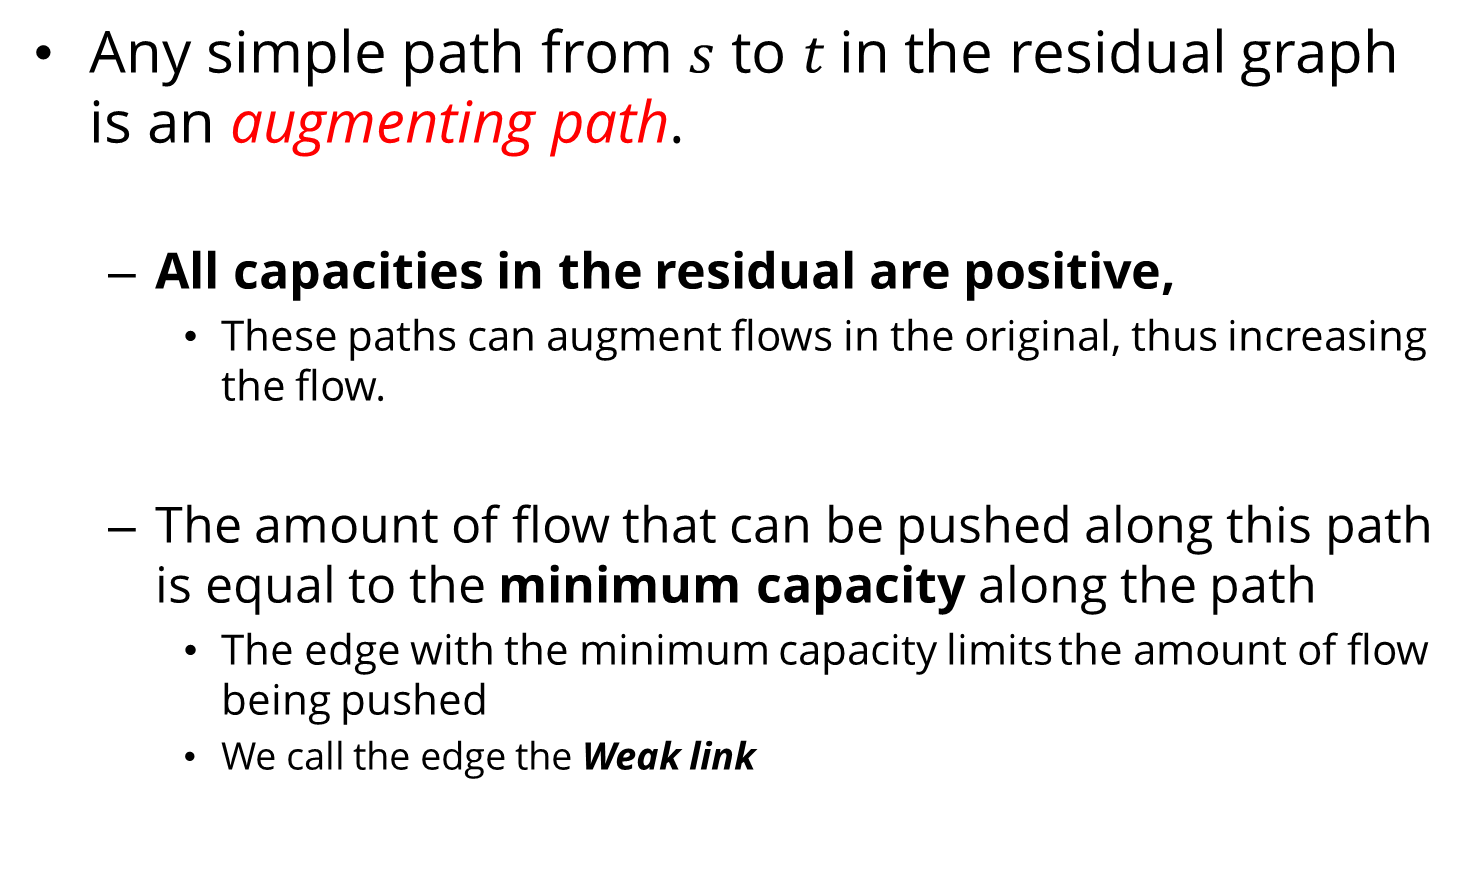 • Any simple path from s to t in the residual graph
is an augmenting path.
– All capacities in the residual are positive,
• These paths can augment flows in the original, thus increasing
the flow.
– The amount of flow that can be pushed along this path
is equal to the minimum capacity along the path
• The edge with the minimum capacity limits the amount of flow
being pushed
• We call the edge the Weak link